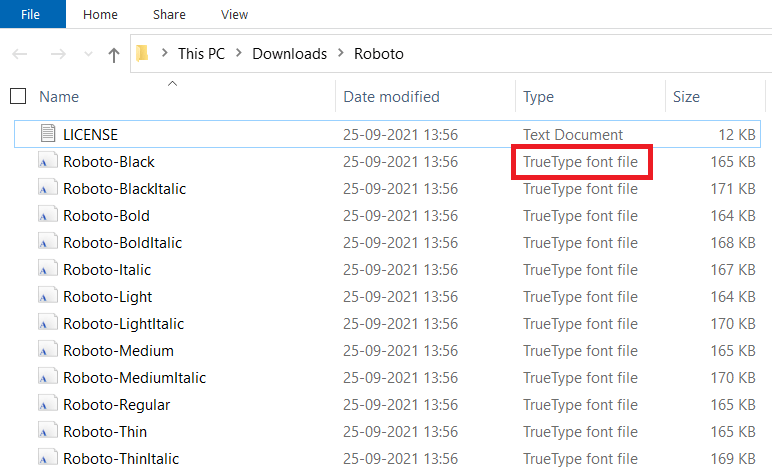 File Home Share View
This PC Downloads Roboto
Name Date modified Type Size
LICENSE 25-09-2021 13:56 Text Document 12 KB
Roboto-Black 25-09-2021 13:56 TrueType font file 165 KB
Roboto-BlackItalic 25-09-2021 13:56 TrueType font file 171 KB
Roboto-Bold 25-09-2021 13:56 TrueType font file 164 KB
Roboto-BoldItalic 25-09-2021 13:56 TrueType font file 168 KB
Roboto-Italic 25-09-2021 13:56 TrueType font file 167 KB
Roboto-Light 25-09-2021 13:56 TrueType font file 164 KB
Roboto-LightItalic 25-09-2021 13:56 TrueType font file 170 KB
Roboto-Medium 25-09-2021 13:56 TrueType font file 165 KB
Roboto-MediumItalic 25-09-2021 13:56 TrueType font file 170 KB
Roboto-Regular 25-09-2021 13:56 TrueType font file 165 KB
Roboto-Thin 25-09-2021 13:56 TrueType font file 165 KB
Roboto-ThinItalic 25-09-2021 13:56 TrueType font file 169 KB